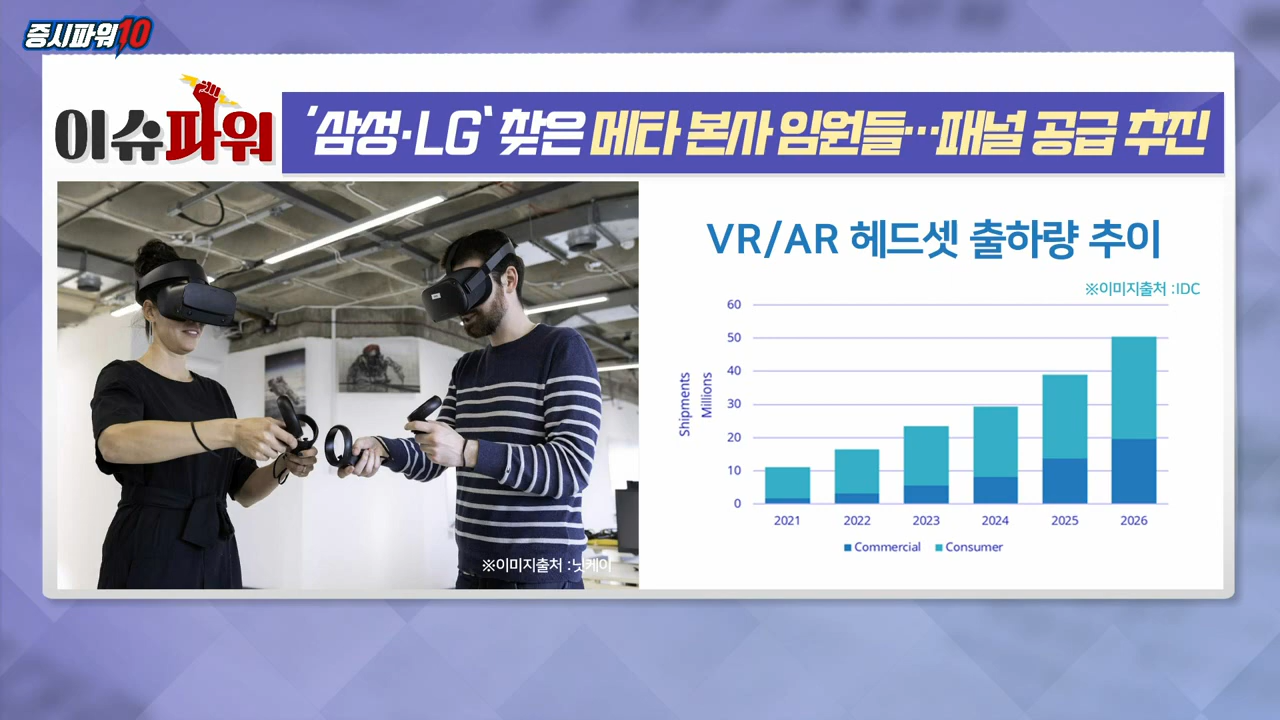 증시파워10
이슈파워
'삼성·LG' 찾은 메타 본사 임원들…패널 공급 추진
VR/AR 헤드셋 출하량 추이
※이미지출처 :IDC
60
50
40
30
20
10
0
Shipments
Millions
2021 2022 2023 2024 2025 2026
Commercial Consumer
※이미지출처 :닛케이